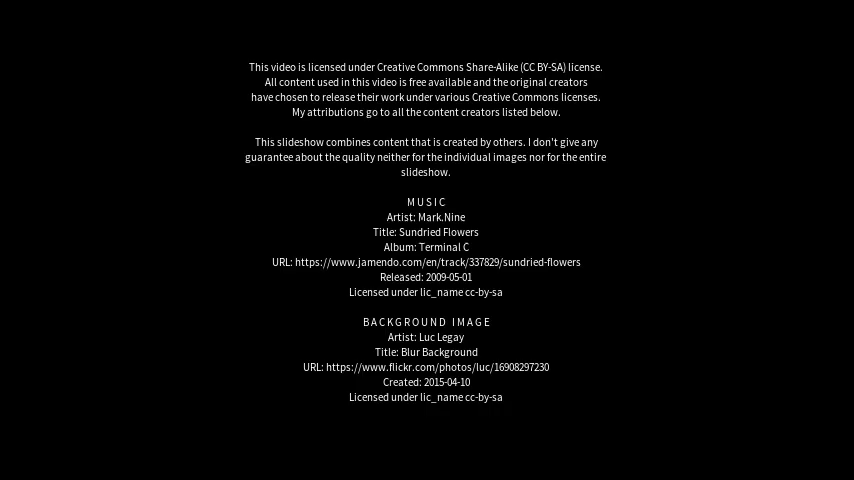 This video is licensed under Creative Commons Share-Alike (CC BY-SA) license.
All content used in this video is free available and the original creators
have chosen to release their work under various Creative Commons licenses.
My attributions go to all the content creators listed below.
This slideshow combines content that is created by others. I don't give any
guarantee about the quality neither for the individual images nor for the entire
slideshow.
M U S I C
Artist: Mark.Nine
Title: Sundried Flowers
Album: Terminal C
URL: https://www.jamendo.com/en/track/337829/sundried-flowers
Released: 2009-05-01
Licensed under lic_name cc-by-sa
B A C K G R O U N D   I M A G E
Artist: Luc Legay
Title: Blur Background
URL: https://www.flickr.com/photos/luc/16908297230
Created: 2015-04-10
Licensed under lic_name cc-by-sa